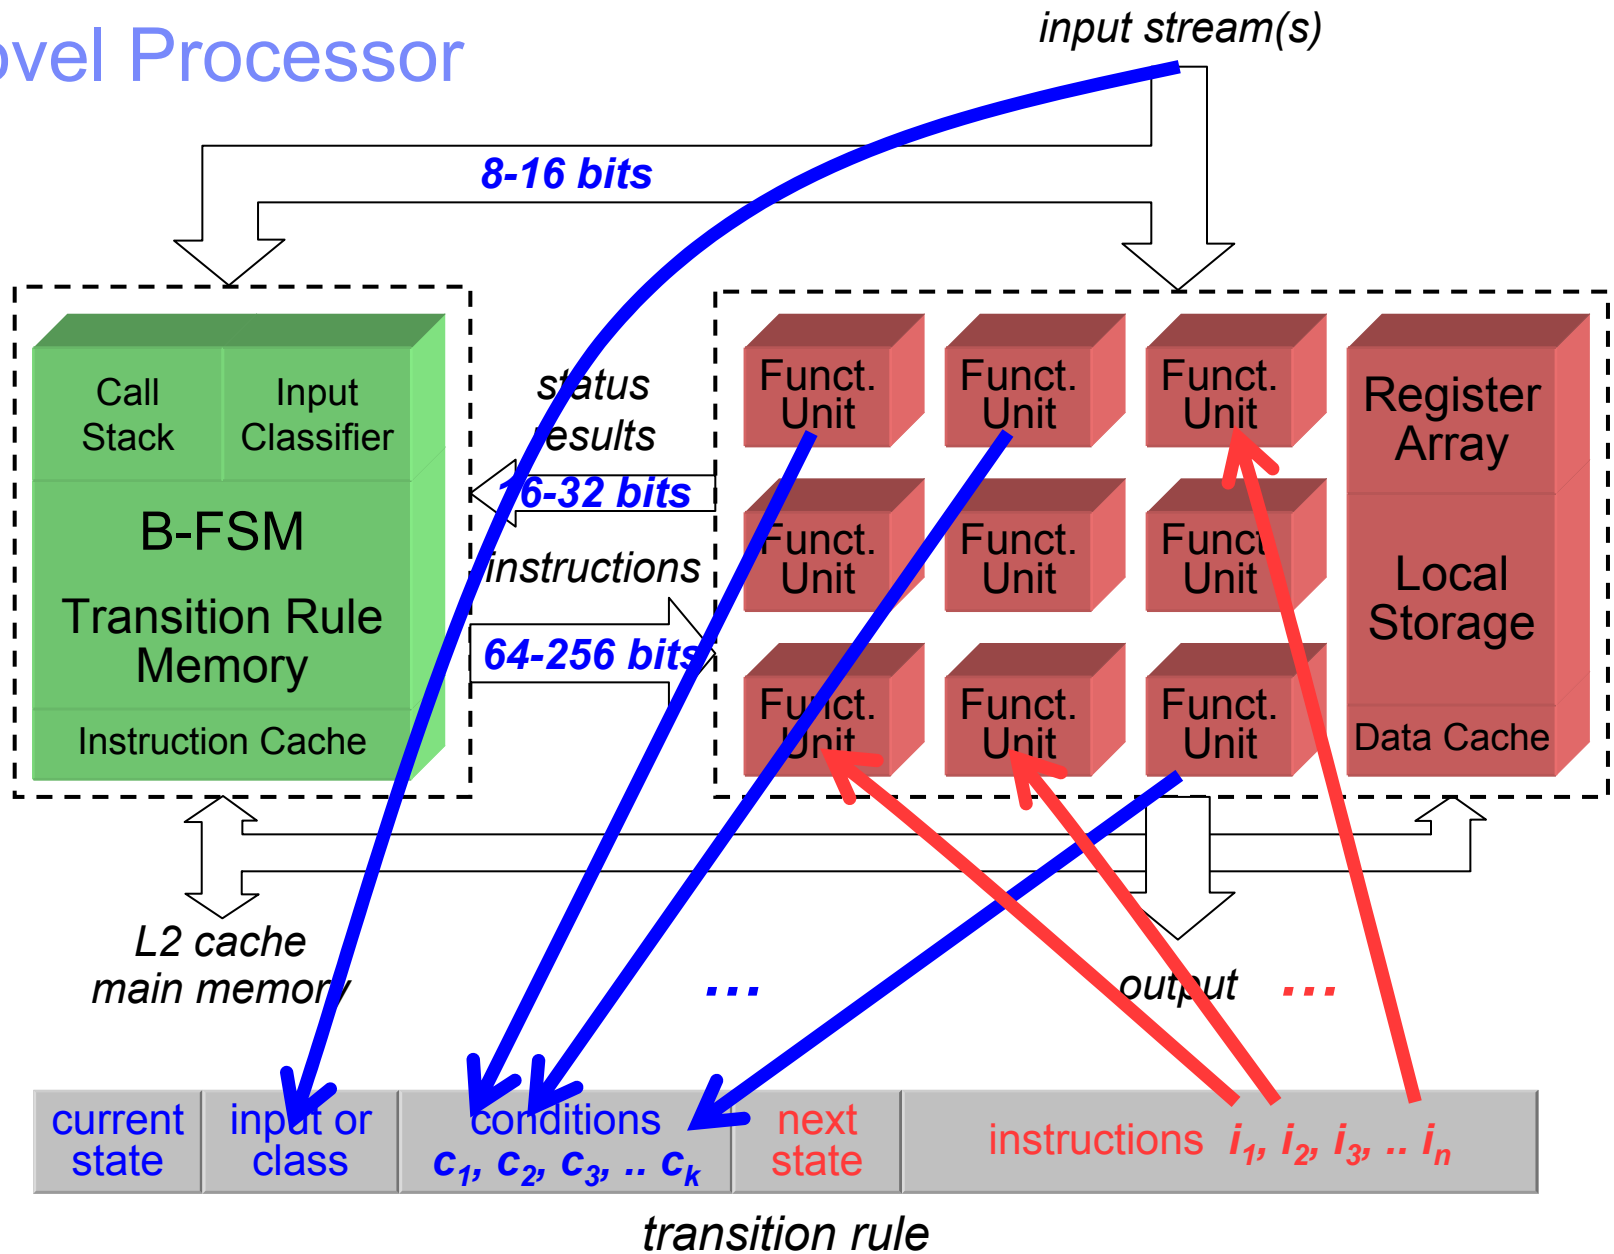 ovel Processor
input stream(s)
8-16 bits
Call
Stack
Input
Classifier
B-FSM
Transition Rule
Memory
Instruction Cache
status
results
16-32 bits
instructions
64-256 bits
Funct.
Unit
Funct.
Unit
Funct.
Unit
Funct.
Unit
Funct.
Unit
Funct.
Unit
Funct.
Unit
Funct.
Unit
Funct.
Unit
Register
Array
Local
Storage
Data Cache
L2 cache
main memory
...
output
...
current
state
input or
class
conditions
c1, c2, c3, .. ck
next
state
instructions i1, i2, i3, .. in
transition rule